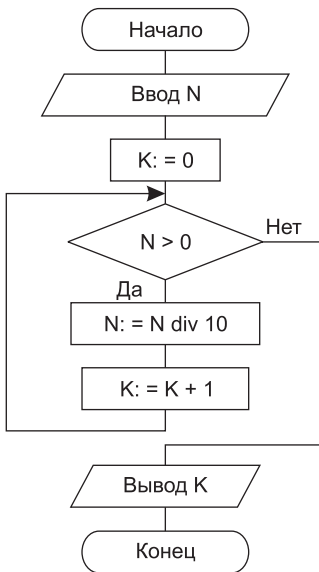 Начало
Ввод N
K: = 0
N > 0
Нет
Да
N: = N div 10
K: = K + 1
Вывод K
Конец